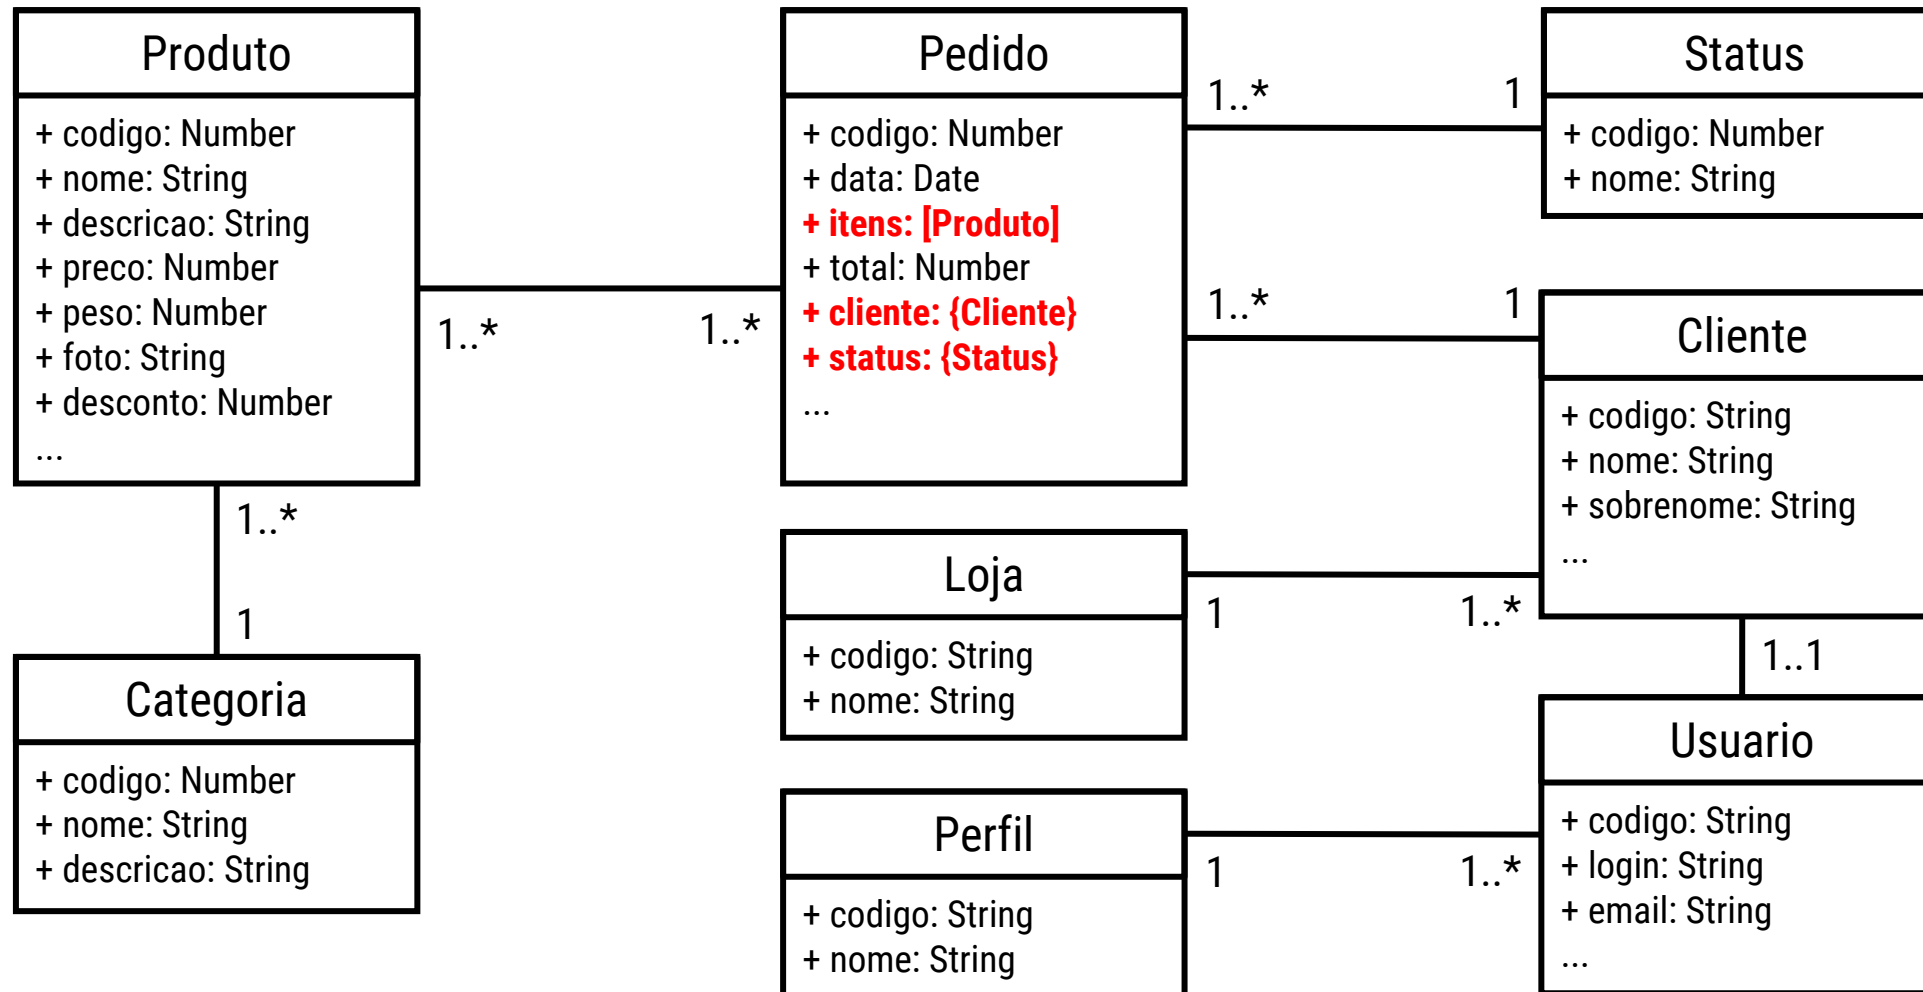 Produto
+ codigo: Number
+ nome: String
+ descricao: String
+ preco: Number
+ peso: Number
+ foto: String
+ desconto: Number
...
1..*
1..*
1..*
1
Categoria
+ codigo: Number
+ nome: String
+ descricao: String
Pedido
+ codigo: Number
+ data: Date
+ itens: [Produto]
+ total: Number
+ cliente: {Cliente}
+ status: {Status}
...
1..*
1
Status
+ codigo: Number
+ nome: String
1..*
1
Cliente
+ codigo: String
+ nome: String
+ sobrenome: String
...
Loja
+ codigo: String
+ nome: String
1
1..*
1..1
Perfil
+ codigo: String
+ nome: String
1
1..*
Usuario
+ codigo: String
+ login: String
+ email: String
...